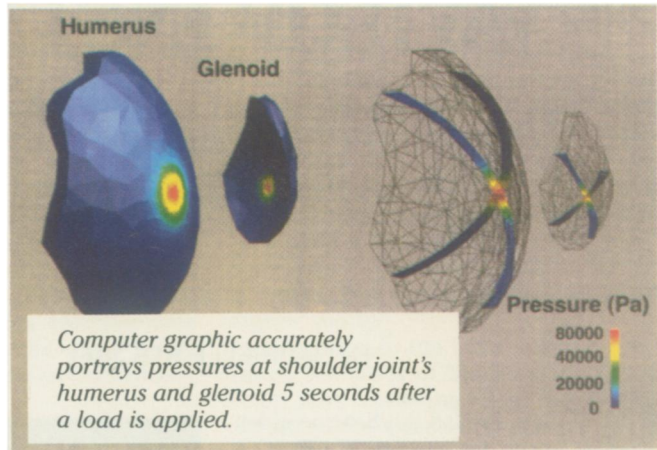 Humerus
Glenoid
Pressure (Pa)
80000
40000
20000
0
Computer graphic accurately
portrays pressures at shoulder joint's
humerus and glenoid 5 seconds after
a load is applied.